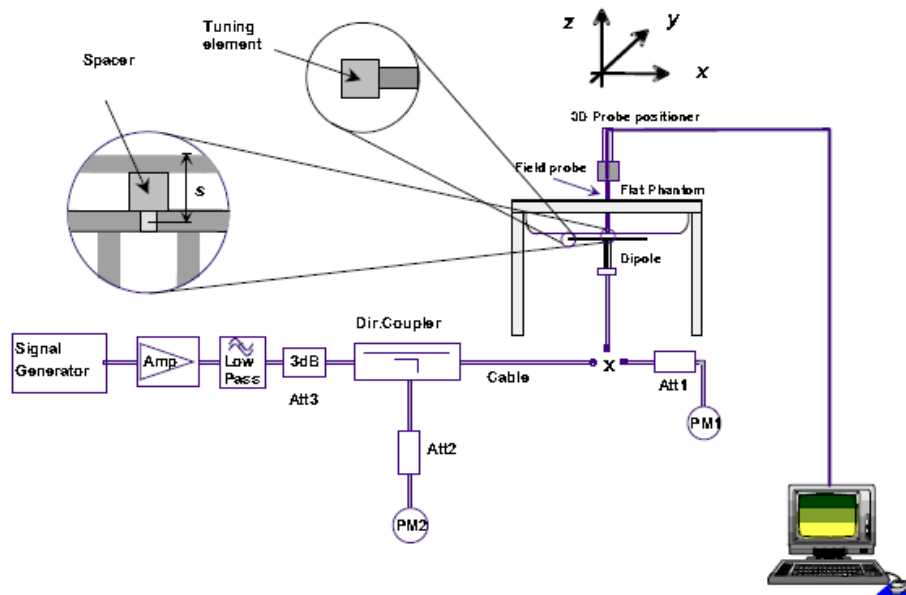 Tuning
element
Spacer
z
y
x
3D Probe positioner
Field probe
Flat Phantom
s
Dipole
Dir.Coupler
Signal
Generator
Amp
Low
Pass
3dB
Att3
Cable
x
Att1
PM1
Att2
PM2